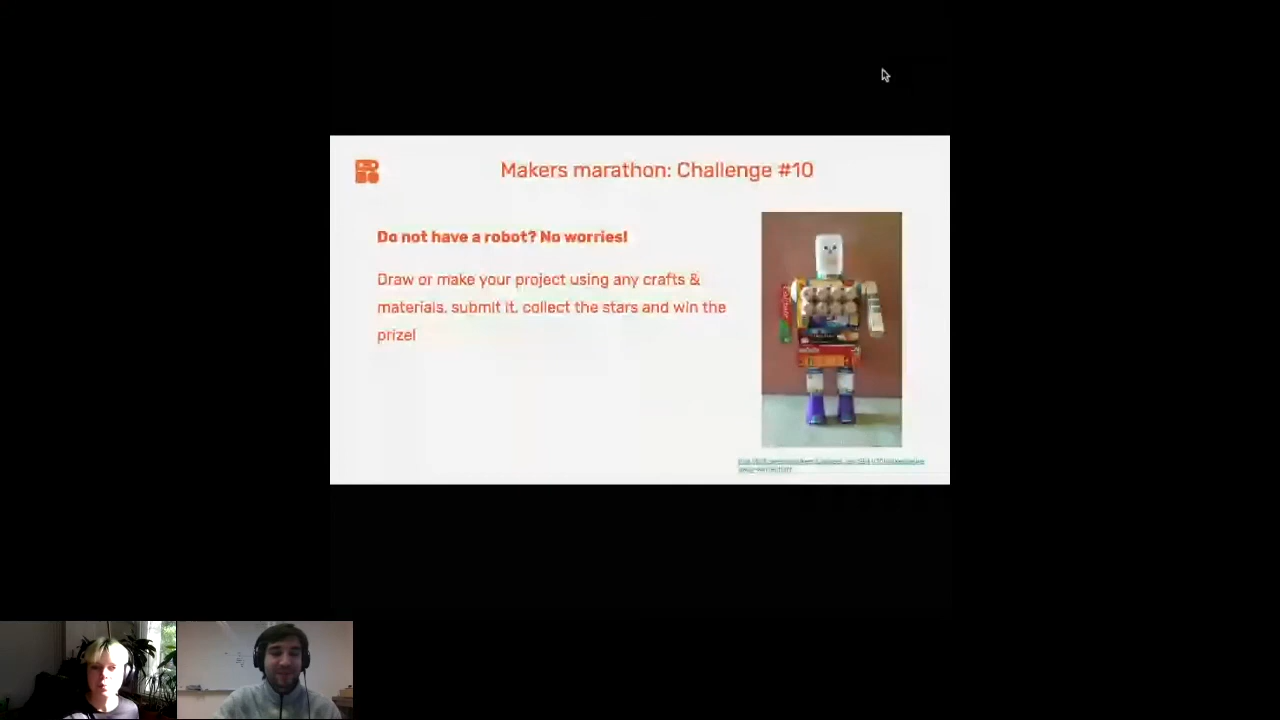 Makers marathon: Challenge #10
Do not have a robot? No worries!
Draw or make your project using any crafts &
materials, submit it, collect the stars and win the
prize!